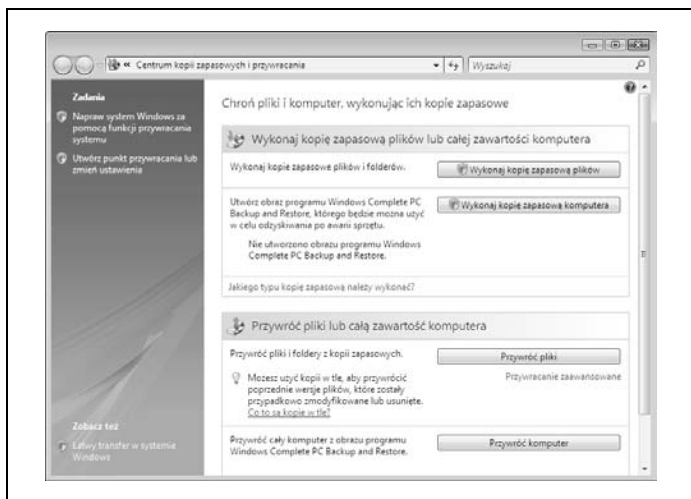 Centrum kopii zapasowych i przywracania
Wyszukaj
Zadania
Napraw system Windows za
pomocą funkcji przywracania
systemu
Utwórz punkt przywracania lub
zmień ustawienia
Chroń pliki i komputer, wykonując ich kopie zapasowe
Wykonaj kopię zapasową plików lub całej zawartości komputera
Wykonaj kopie zapasowe plików i folderów.
Wykonaj kopię zapasową plików
Utwórz obraz programu Windows Complete PC
Backup and Restore, którego będzie można użyć
w celu odzyskiwania po awarii sprzętu.
Wykonaj kopię zapasową komputera
Nie utworzono obrazu programu Windows
Complete PC Backup and Restore.
Jakiego typu kopię zapasową należy wykonać?
Przywróć pliki lub całą zawartość komputera
Przywróć pliki i foldery z kopii zapasowych.
Przywróć pliki
Możesz użyć kopii w tle, aby przywrócić
poprzednie wersje plików, które zostały
przypadkowo zmodyfikowane lub usunięte.
Co to są kopie w tle?
Przywracanie zaawansowane
Przywróć cały komputer z obrazu programu
Windows Complete PC Backup and Restore.
Przywróć komputer
Zobacz też
Łatwy transfer w systemie
Windows